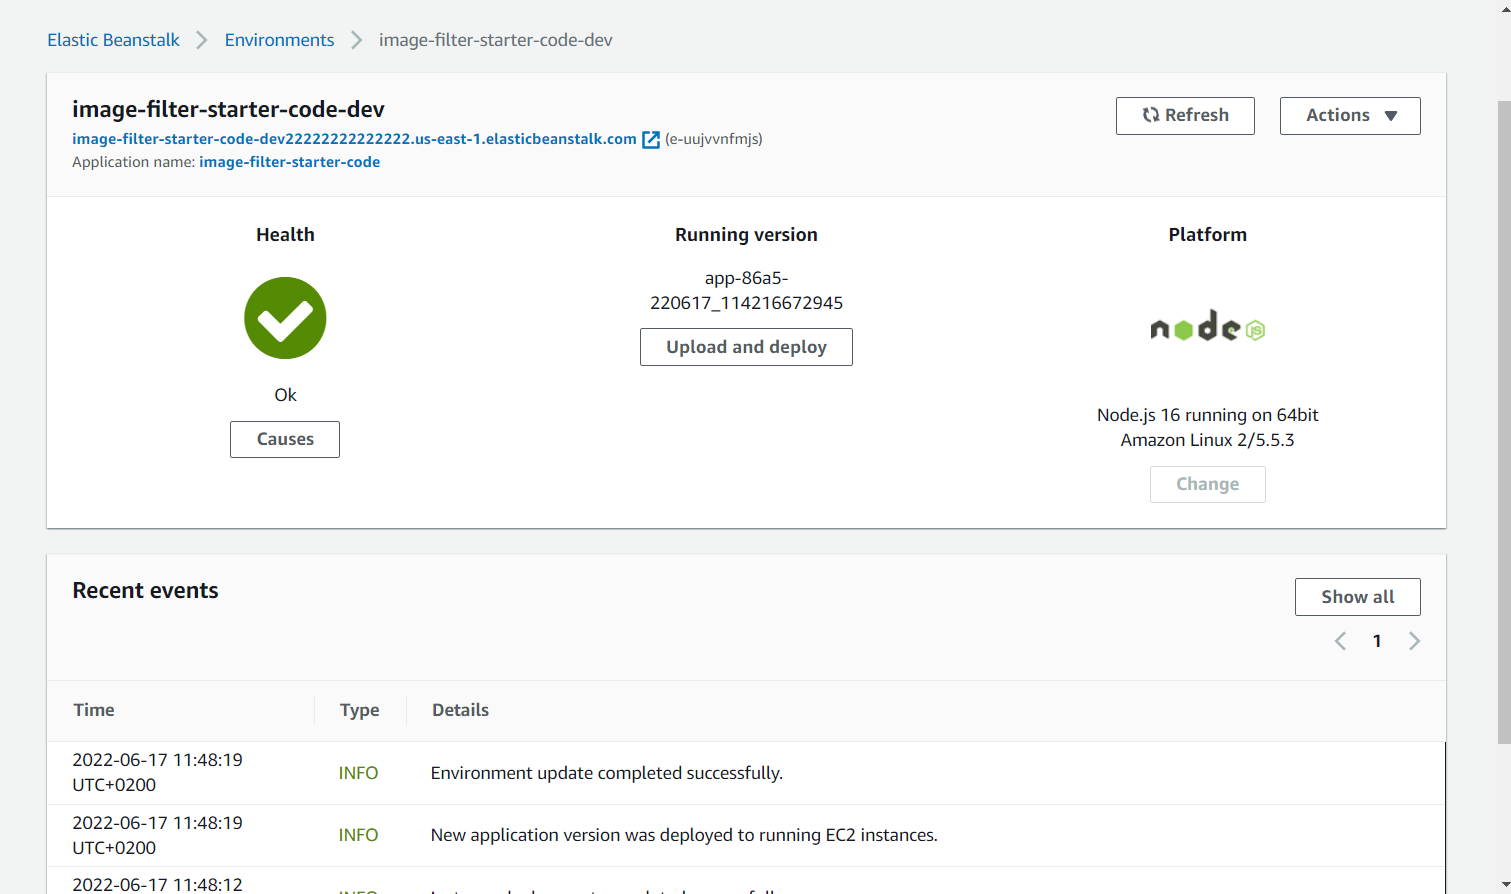 Elastic Beanstalk > Environments > image-filter-starter-code-dev
image-filter-starter-code-dev
image-filter-starter-code-dev22222222222222.us-east-1.elasticbeanstalk.com (e-uujvvnfmjs)
Application name: image-filter-starter-code
Refresh
Actions
Health
Ok
Causes
Running version
app-86a5-
220617_114216672945
Upload and deploy
Platform
node JS
Node.js 16 running on 64bit
Amazon Linux 2/5.5.3
Change
Recent events
Show all
1
Time Type Details
2022-06-17 11:48:19
UTC+0200
INFO
Environment update completed successfully.
2022-06-17 11:48:19
UTC+0200
INFO
New application version was deployed to running EC2 instances.
2022-06-17 11:48:12